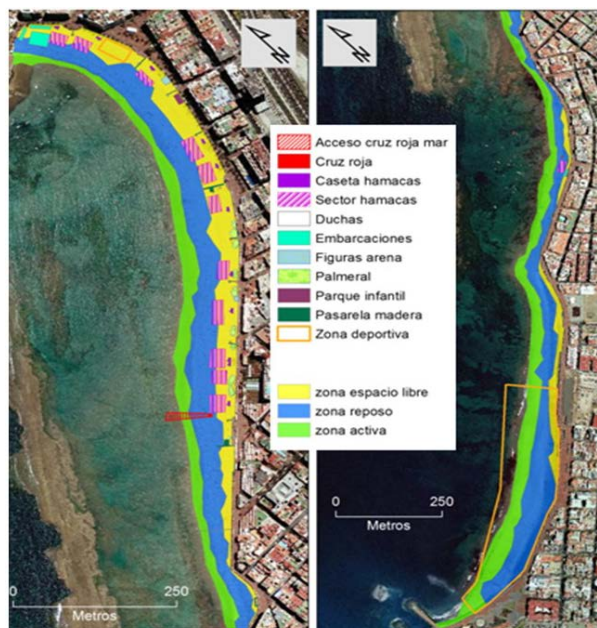 N
N
Acceso cruz roja mar
Cruz roja
Caseta hamacas
Sector hamacas
Duchas
Embarcaciones
Figuras arena
Palmeral
Parque infantil
Pasarela madera
Zona deportiva
zona espacio libre
zona reposo
zona activa
0 250
Metros
0 250
Metros